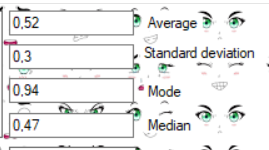 0,52 Average
0,3 Standard deviation
0,94 Mode
0,47 Median